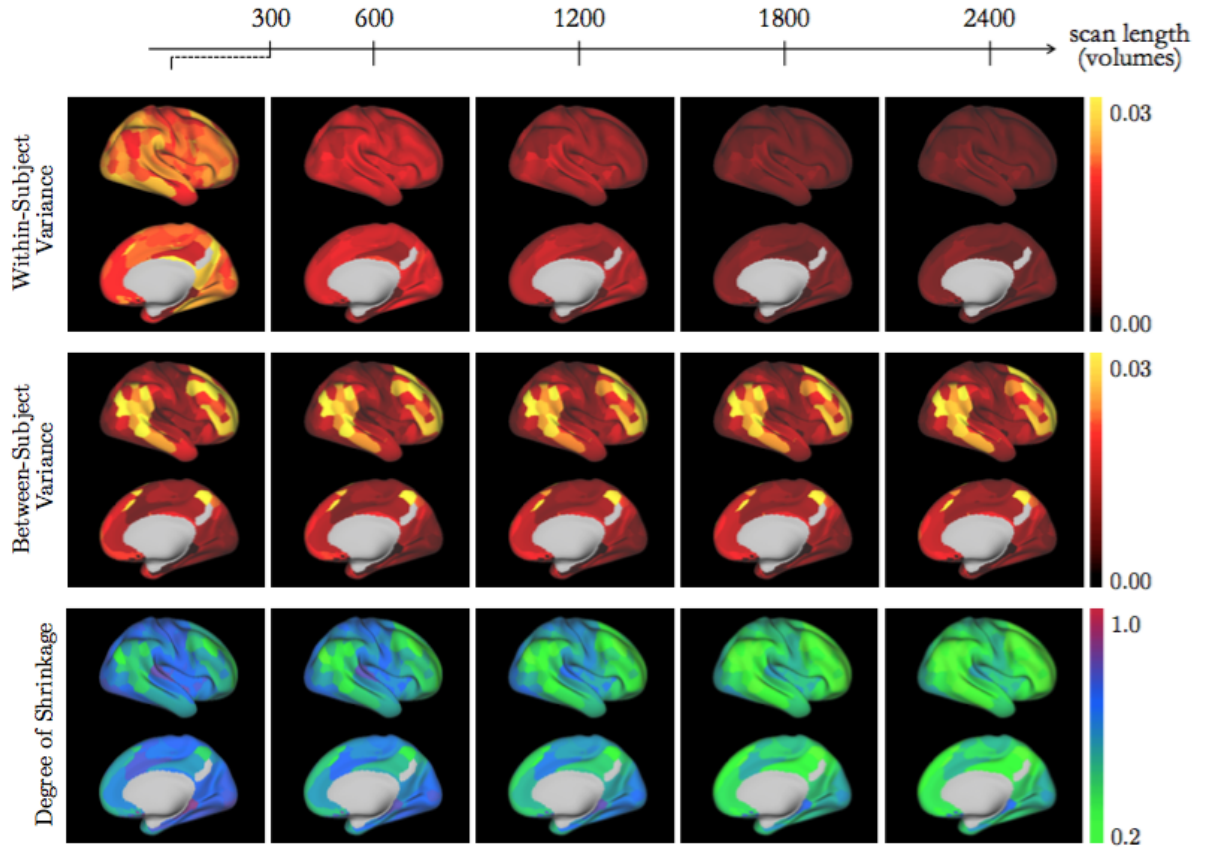 300 600 1200 1800 2400
scan length
(volumes)
Within-Subject
Variance
0.03
0.00
Between-Subject
Variance
0.03
0.00
Degree of Shrinkage
1.0
0.2